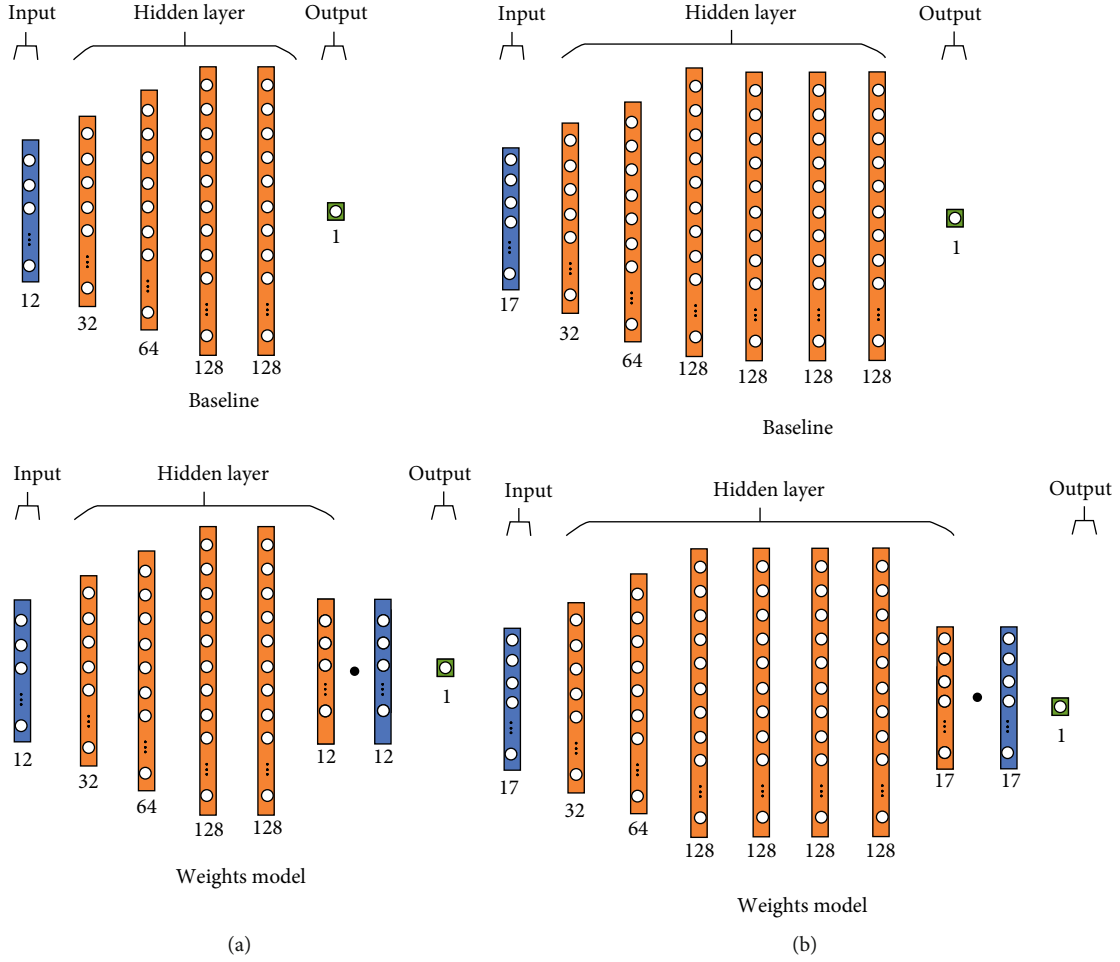 Input Hidden layer Output
12 32 64 128 128 1
Baseline
Input Hidden layer Output
17 32 64 128 128 128 128 1
Baseline
Input Hidden layer Output
12 32 64 128 128 12 12 1
Weights model
(a)
Input Hidden layer Output
17 32 64 128 128 128 128 17 17 1
Weights model
(b)